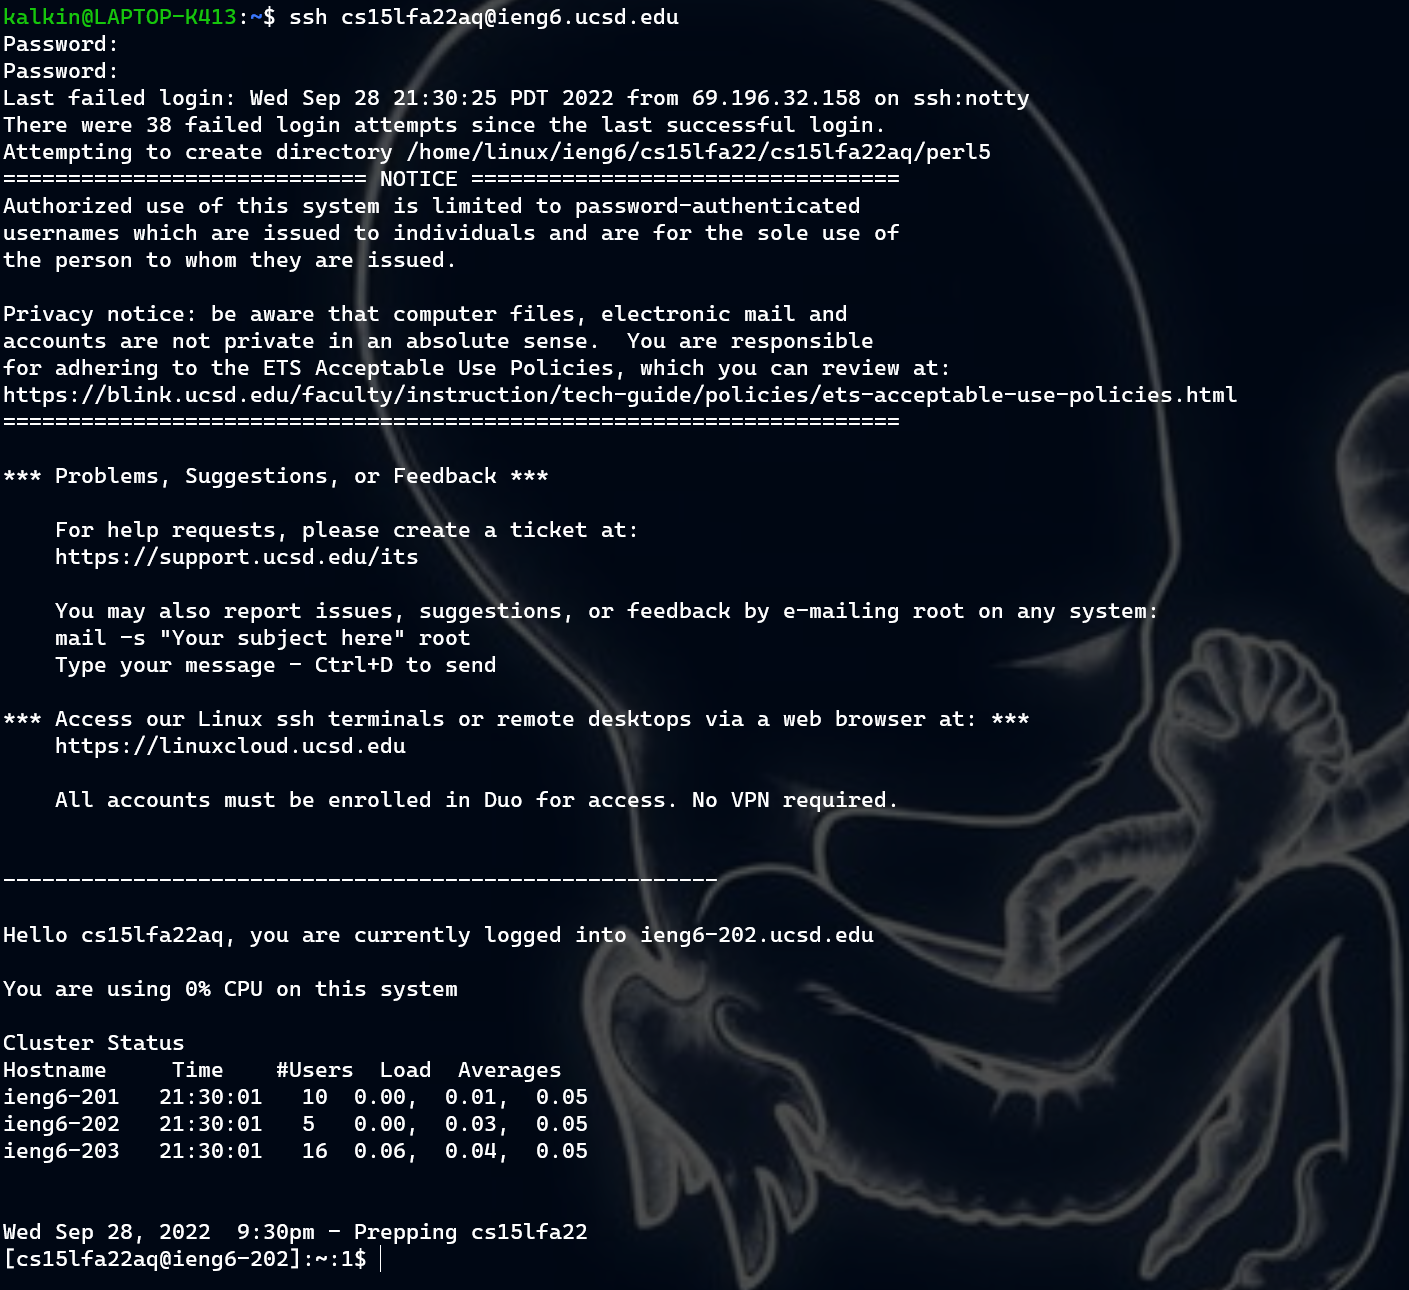 kalkin@LAPTOP-K413:~$ ssh cs15lfa22aq@ieng6.ucsd.edu
Password:
Password:
Last failed login: Wed Sep 28 21:30:25 PDT 2022 from 69.196.32.158 on ssh:notty
There were 38 failed login attempts since the last successful login.
Attempting to create directory /home/linux/ieng6/cs15lfa22/cs15lfa22aq/perl5
============================ NOTICE =================================
Authorized use of this system is limited to password-authenticated
usernames which are issued to individuals and are for the sole use of
the person to whom they are issued.

Privacy notice: be aware that computer files, electronic mail and
accounts are not private in an absolute sense.  You are responsible
for adhering to the ETS Acceptable Use Policies, which you can review at:
https://blink.ucsd.edu/faculty/instruction/tech-guide/policies/ets-acceptable-use-policies.html
=====================================================================

*** Problems, Suggestions, or Feedback ***

    For help requests, please create a ticket at:
    https://support.ucsd.edu/its

    You may also report issues, suggestions, or feedback by e-mailing root on any system:
    mail -s "Your subject here" root
    Type your message - Ctrl+D to send

*** Access our Linux ssh terminals or remote desktops via a web browser at: ***
    https://linuxcloud.ucsd.edu

    All accounts must be enrolled in Duo for access. No VPN required.


-------------------------------------------------------

Hello cs15lfa22aq, you are currently logged into ieng6-202.ucsd.edu

You are using 0% CPU on this system

Cluster Status
Hostname     Time    #Users  Load  Averages
ieng6-201   21:30:01   10  0.00,  0.01,  0.05
ieng6-202   21:30:01   5   0.00,  0.03,  0.05
ieng6-203   21:30:01   16  0.06,  0.04,  0.05


Wed Sep 28, 2022  9:30pm - Prepping cs15lfa22
[cs15lfa22aq@ieng6-202]:~:1$